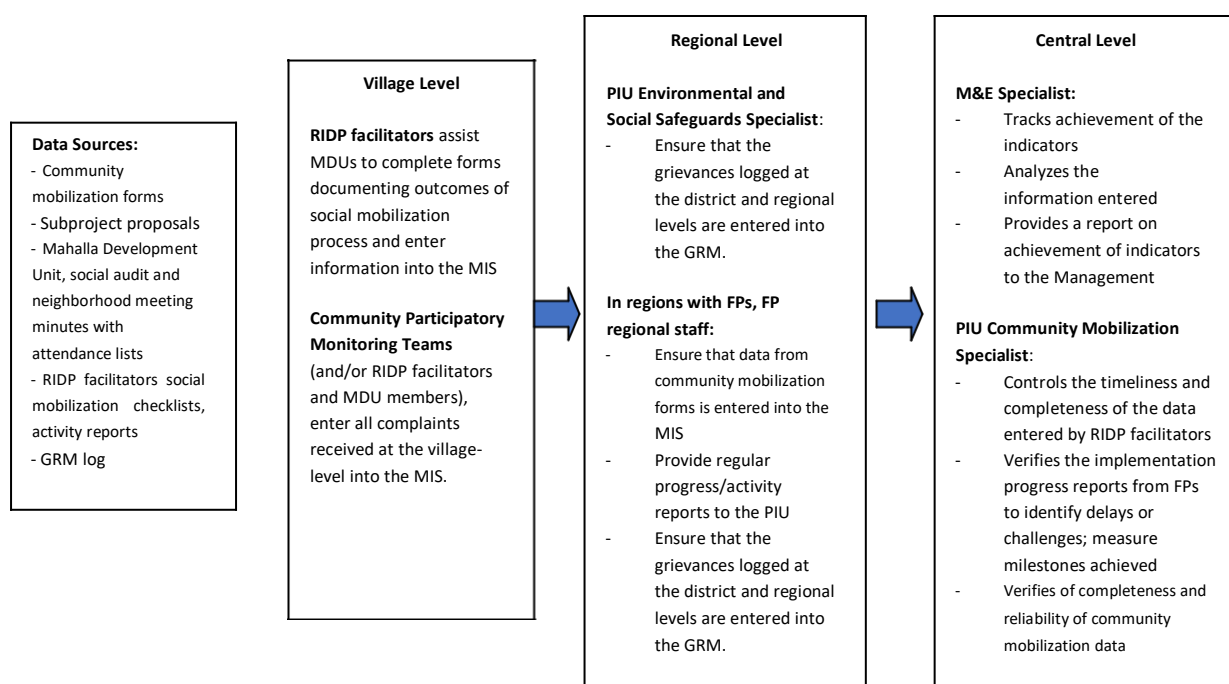 Data Sources:
- Community
mobilization forms
- Subproject proposals
- Mahalla Development
Unit, social audit and
neighborhood meeting
minutes with
attendance lists
- RIDP facilitators social
mobilization checklists,
activity reports
- GRM log
Village Level
RIDP facilitators assist
MDUs to complete forms
documenting outcomes of
social mobilization
process and enter
information into the MIS
Community Participatory
Monitoring Teams
(and/or RIDP facilitators
and MDU members),
enter all complaints
received at the village-
level into the MIS.
Regional Level
PIU Environmental and
Social Safeguards Specialist:
- Ensure that the
grievances logged at
the district and regional
levels are entered into
the GRM.
In regions with FPs, FP
regional staff:
- Ensure that data from
community mobilization
forms is entered into the
MIS
- Provide regular
progress/activity
reports to the PIU
- Ensure that the
grievances logged at
the district and regional
levels are entered into
the GRM.
Central Level
M&E Specialist:
- Tracks achievement of the
indicators
- Analyzes the
information entered
- Provides a report on
achievement of indicators
to the Management
PIU Community Mobilization
Specialist:
- Controls the timeliness and
completeness of the data
entered by RIDP facilitators
- Verifies the implementation
progress reports from FPs
to identify delays or
challenges; measure
milestones achieved
- Verifies of completeness and
reliability of community
mobilization data